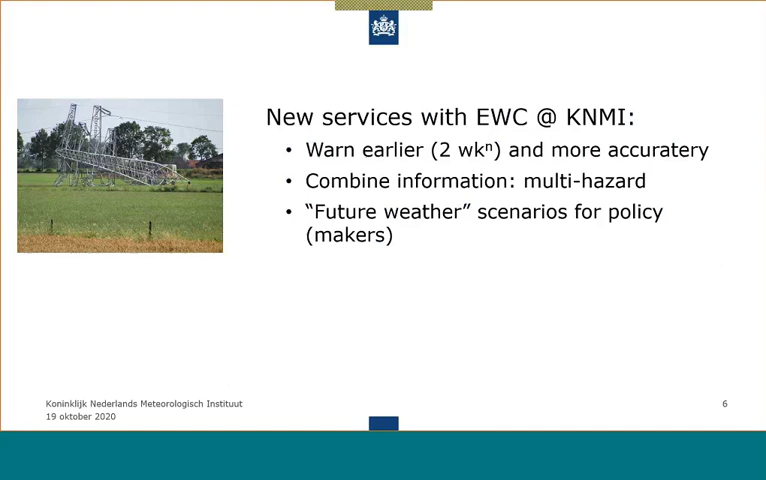 New services with EWC @ KNMI:
• Warn earlier (2 wkⁿ) and more accuratery
• Combine information: multi-hazard
• “Future weather” scenarios for policy
(makers)
Koninklijk Nederlands Meteorologisch Instituut
19 oktober 2020
6